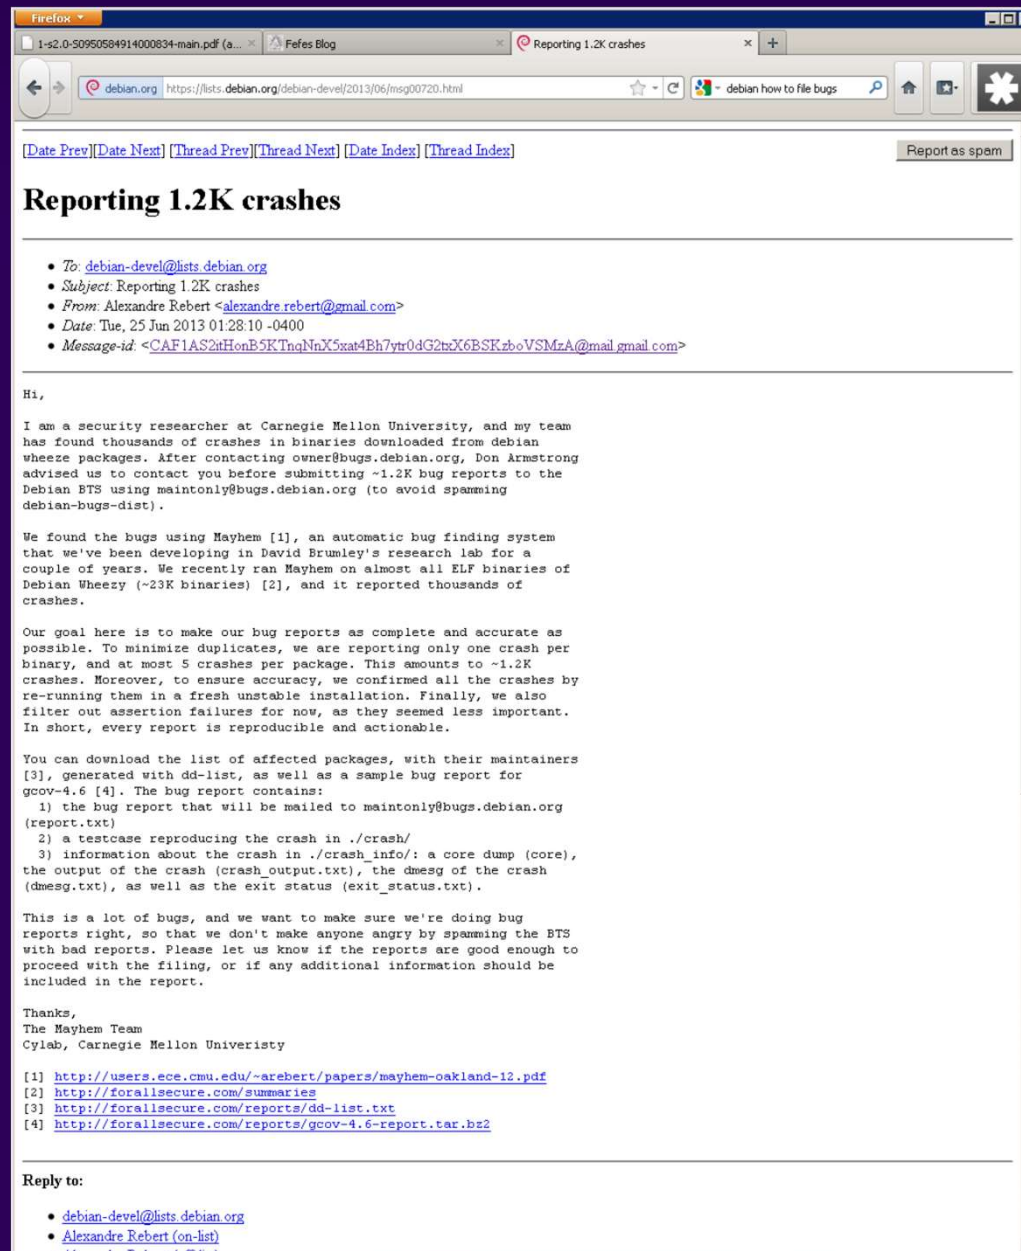 Firefox
1-s2.0-S0950584914000834-main.pdf (a...
Fefes Blog
Reporting 1.2K crashes
debian.org https://lists.debian.org/debian-devel/2013/06/msg00720.html
debian how to file bugs
[Date Prev][Date Next] [Thread Prev][Thread Next] [Date Index] [Thread Index]
Report as spam
Reporting 1.2K crashes
• To: debian-devel@lists.debian.org
• Subject: Reporting 1.2K crashes
• From: Alexandre Rebert <alexandre.rebert@gmail.com>
• Date: Tue, 25 Jun 2013 01:28:10 -0400
• Message-id: <CAF1AS2itHonB5KTnqNnX5xat4Bh7ytr0dG2txX6BSKzboVSMzA@mail.gmail.com>
Hi,
I am a security researcher at Carnegie Mellon University, and my team
has found thousands of crashes in binaries downloaded from debian
wheeze packages. After contacting owner@bugs.debian.org, Don Armstrong
advised us to contact you before submitting ~1.2K bug reports to the
Debian BTS using maintonly@bugs.debian.org (to avoid spamming
debian-bugs-dist).
We found the bugs using Mayhem [1], an automatic bug finding system
that we've been developing in David Brumley's research lab for a
couple of years. We recently ran Mayhem on almost all ELF binaries of
Debian Wheezy (~23K binaries) [2], and it reported thousands of
crashes.
Our goal here is to make our bug reports as complete and accurate as
possible. To minimize duplicates, we are reporting only one crash per
binary, and at most 5 crashes per package. This amounts to ~1.2K
crashes. Moreover, to ensure accuracy, we confirmed all the crashes by
re-running them in a fresh unstable installation. Finally, we also
filter out assertion failures for now, as they seemed less important.
In short, every report is reproducible and actionable.
You can download the list of affected packages, with their maintainers
[3], generated with dd-list, as well as a sample bug report for
gcov-4.6 [4]. The bug report contains:
1) the bug report that will be mailed to maintonly@bugs.debian.org
(report.txt)
2) a testcase reproducing the crash in ./crash/
3) information about the crash in ./crash_info/: a core dump (core),
the output of the crash (crash_output.txt), the dmesg of the crash
(dmesg.txt), as well as the exit status (exit_status.txt).
This is a lot of bugs, and we want to make sure we're doing bug
reports right, so that we don't make anyone angry by spamming the BTS
with bad reports. Please let us know if the reports are good enough to
proceed with the filing, or if any additional information should be
included in the report.
Thanks,
The Mayhem Team
Cylab, Carnegie Mellon Univeristy
[1] http://users.ece.cmu.edu/~arebert/papers/mayhem-oakland-12.pdf
[2] http://forallsecure.com/summaries
[3] http://forallsecure.com/reports/dd-list.txt
[4] http://forallsecure.com/reports/gcov-4.6-report.tar.bz2
Reply to:
• debian-devel@lists.debian.org
• Alexandre Rebert (on-list)